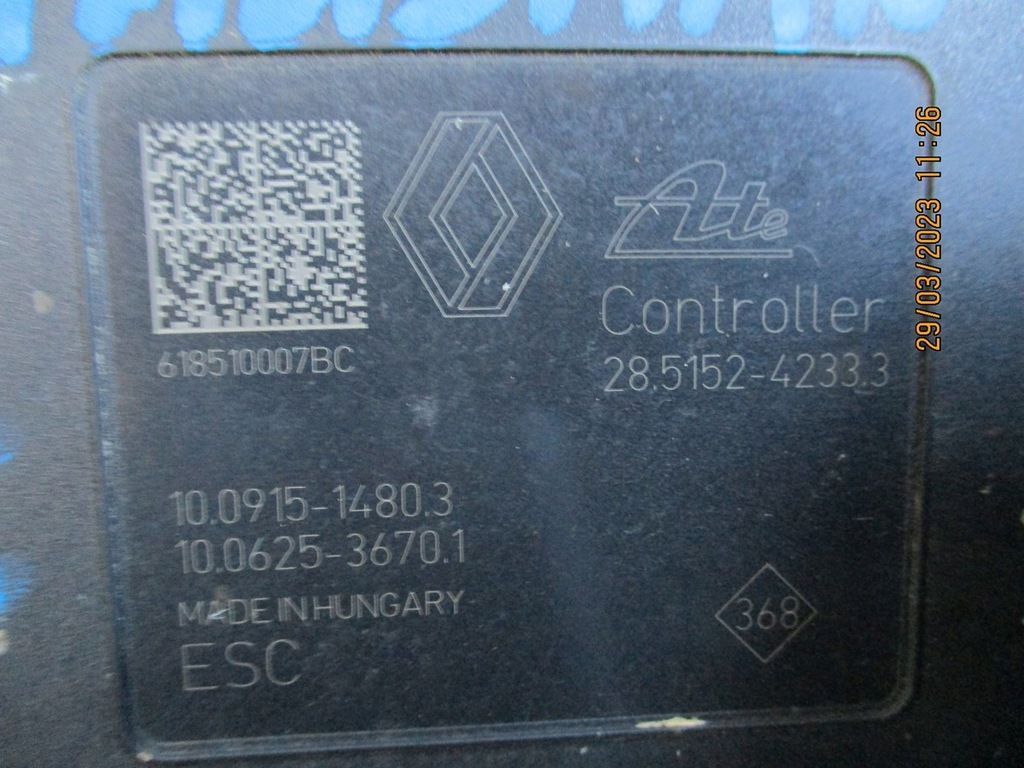 618510007BC
Ate
Controller
28.5152-4233.3
10.0915-1480.3
10.0625-3670.1
MADE IN HUNGARY
ESC
368
29/03/2023 11:26